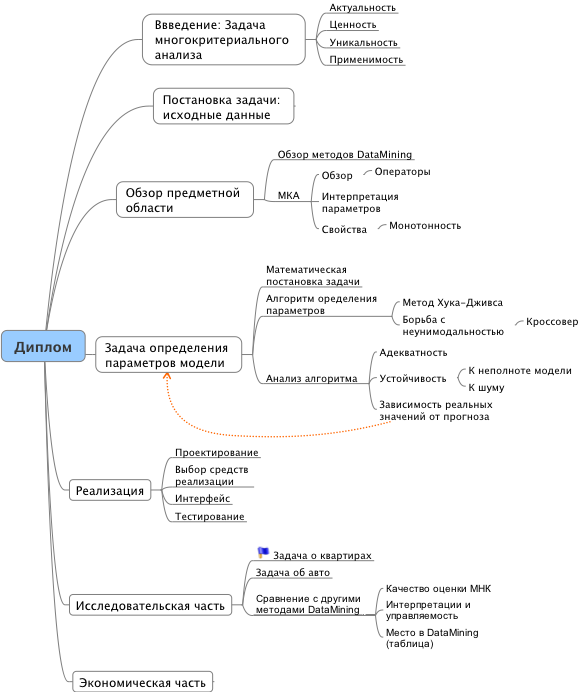 Диплом
Ввведение: Задача
многокритериального
анализа
Актуальность
Ценность
Уникальность
Применимость
Постановка задачи:
исходные данные
Обзор предметной
области
Обзор методов DataMining
МКА
Обзор
Операторы
Интерпретация
параметров
Свойства
Монотонность
Задача определения
параметров модели
Математическая
постановка задачи
Алгоритм оределения
параметров
Метод Хука-Дживса
Борьба с
неунимодальностью
Кроссовер
Анализ алгоритма
Адекватность
Устойчивость
К неполноте модели
К шуму
Зависимость реальных
значений от прогноза
Реализация
Проектирование
Выбор средств
реализации
Интерфейс
Тестирование
Исследовательская часть
Задача о квартирах
Задача об авто
Сравнение с другими
методами DataMining
Качество оценки МНК
Интерпретации и
управляемость
Место в DataMining
(таблица)
Экономическая часть